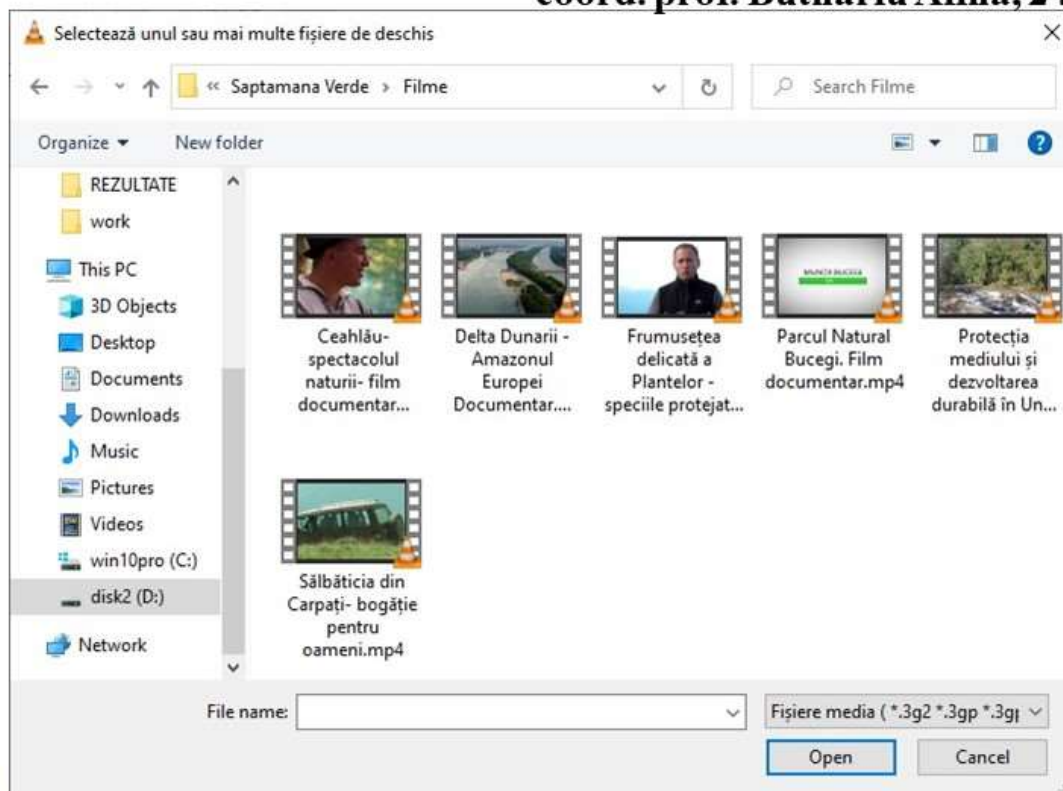 Selectează unul sau mai multe fișiere de deschis
« Saptamana Verde › Filme
Search Filme
Organize
New folder
REZULTATE
work
This PC
3D Objects
Desktop
Documents
Downloads
Music
Pictures
Videos
win10pro (C:)
disk2 (D:)
Network
Ceahlău-
spectacolul
naturii- film
documentar...
Delta Dunarii -
Amazonul
Europei
Documentar....
Frumusețea
delicată a
Plantelor -
speciile protejat...
Parcul Natural
Bucegi. Film
documentar.mp4
Protecția
mediului și
dezvoltarea
durabilă în Un...
Sălbăticia din
Carpați- bogăție
pentru
oameni.mp4
File name:
Fișiere media ( *.3g2 *.3gp *.3gp
Open
Cancel